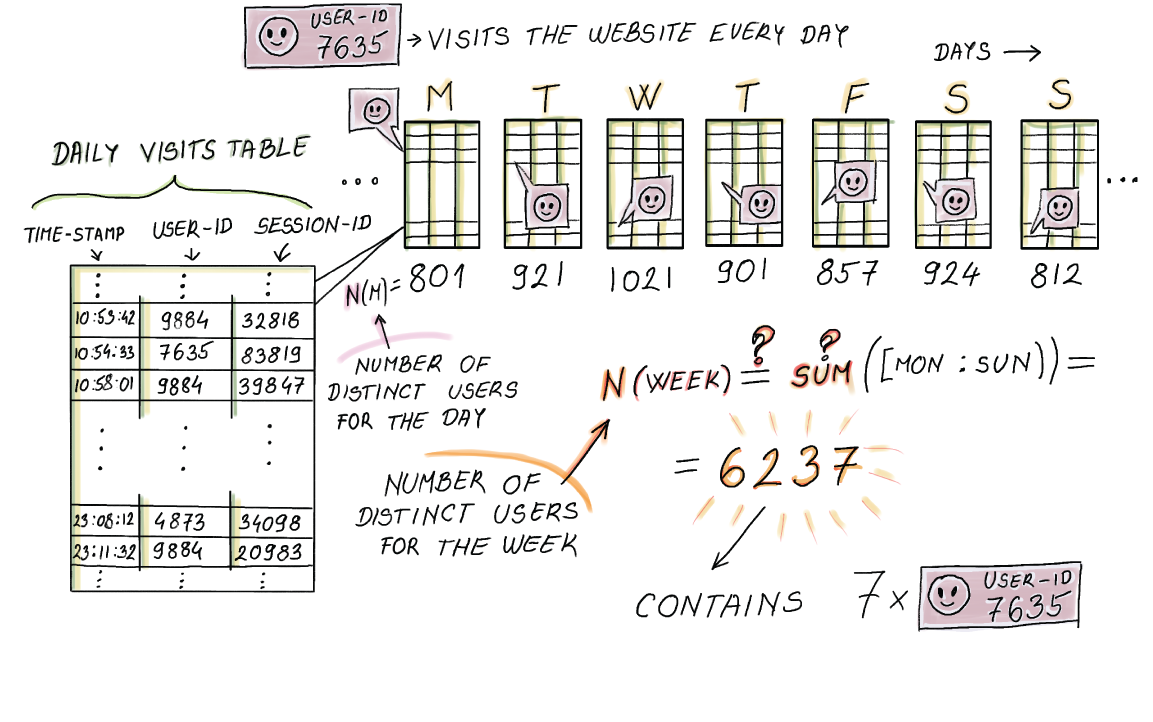 USER-ID
7635
→ VISITS THE WEBSITE EVERY DAY
DAYS →
M T W T F S S
DAILY VISITS TABLE
... ...
TIME-STAMP USER-ID SESSION-ID
801 921 1021 901 857 924 812
N(M)=
NUMBER OF
DISTINCT USERS
FOR THE DAY
10:53:42 9884 32818
10:54:33 7635 83819
10:58:01 9884 39847
23:08:12 4873 34098
23:11:32 9884 20983
? ?
N(WEEK) = SUM([MON : SUN)) =
= 6237
NUMBER OF
DISTINCT USERS
FOR THE WEEK
CONTAINS 7 x
USER-ID
7635